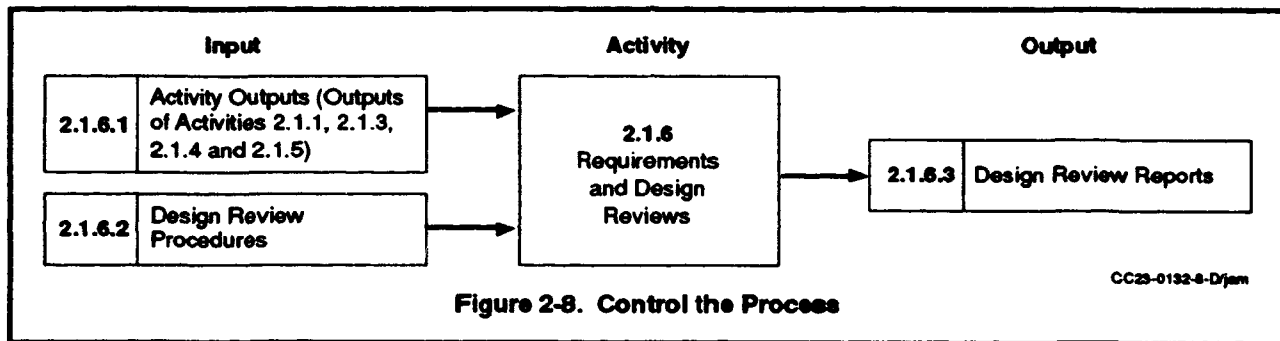 Input
Activity
Output
2.1.6.1
Activity Outputs (Outputs
of Activities 2.1.1, 2.1.3,
2.1.4 and 2.1.5)
2.1.6.2
Design Review
Procedures
2.1.6
Requirements
and Design
Reviews
2.1.6.3
Design Review Reports
CC23-0132-8-D/jam
Figure 2-8. Control the Process